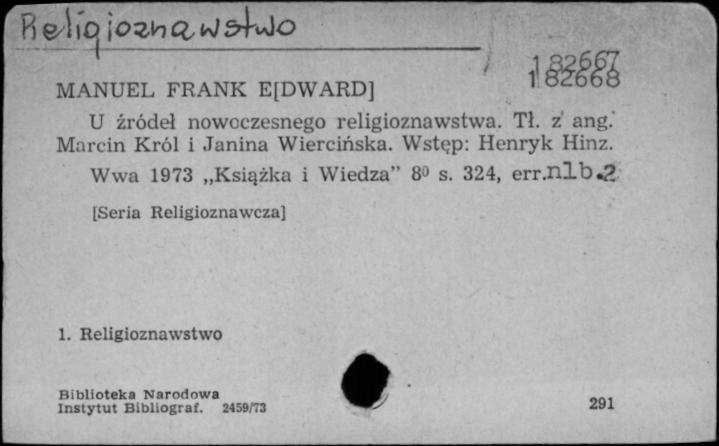 Religioznawstwo
182667
182668
MANUEL FRANK E[DWARD]
U źródeł nowoczesnego religioznawstwa. Tł. z ang.
Marcin Król i Janina Wiercińska. Wstęp: Henryk Hinz.
Wwa 1973 „Książka i Wiedza” 8⁰ s. 324, err.nlb.2
[Seria Religioznawcza]
1. Religioznawstwo
Biblioteka Narodowa
Instytut Bibliograf. 2459/73
291